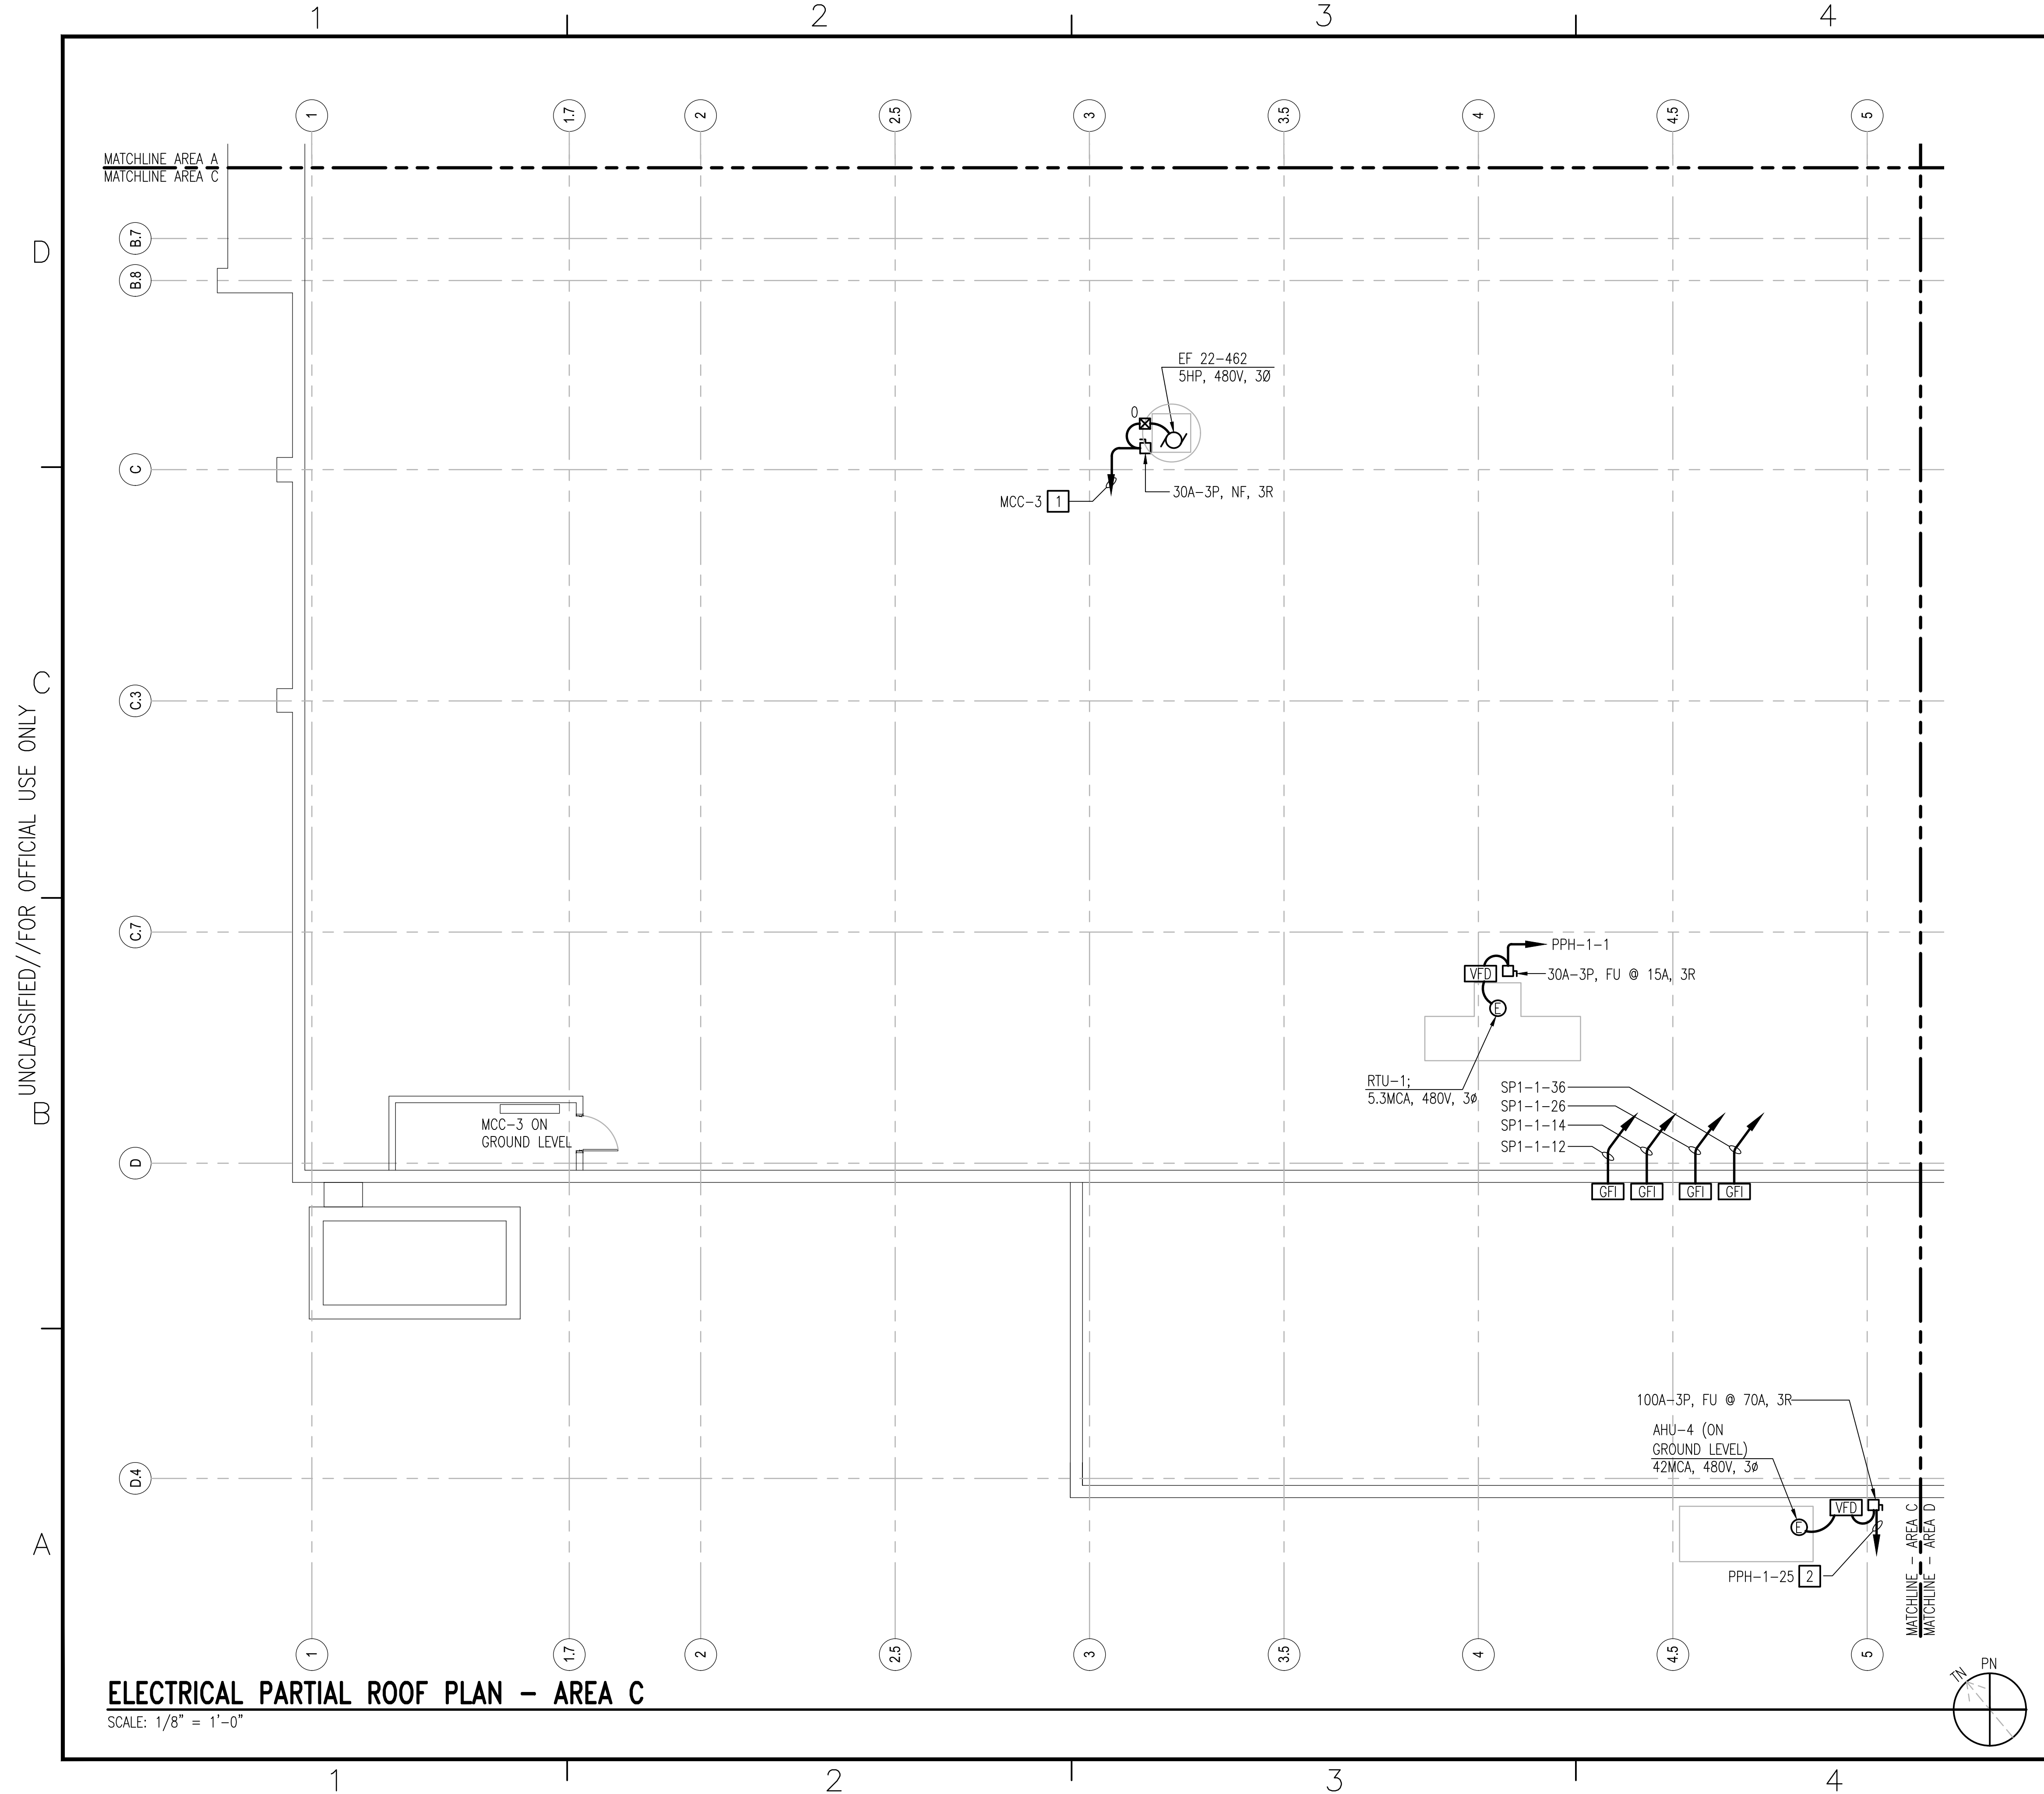 1 2 3 4
1 1.7 2 2.5 3 3.5 4 4.5 5
MATCHLINE AREA A
MATCHLINE AREA C
B.7
D
B.8
EF 22-462
5HP, 480V, 3Ø
0
C
30A-3P, NF, 3R
MCC-3 1
C
C.3
UNCLASSIFIED//FOR OFFICIAL USE ONLY
C.7
PPH-1-1
VFD
30A-3P, FU @ 15A, 3R
E
RTU-1;
5.3MCA, 480V, 3ø
B
SP1-1-36
SP1-1-26
SP1-1-14
SP1-1-12
MCC-3 ON
GROUND LEVEL
D
GFI GFI GFI GFI
100A-3P, FU @ 70A, 3R
AHU-4 (ON
GROUND LEVEL)
42MCA, 480V, 3ø
D.4
VFD
E
A
PPH-1-25 2
MATCHLINE - AREA C
MATCHLINE - AREA D
1 1.7 2 2.5 3 3.5 4 4.5 5
TN PN
ELECTRICAL PARTIAL ROOF PLAN - AREA C
SCALE: 1/8" = 1'-0"
1 2 3 4